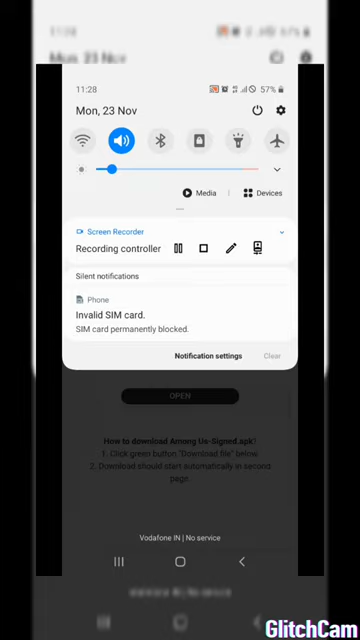 11:28
57%
Mon, 23 Nov
Media
Devices
Screen Recorder
Recording controller
Silent notifications
Phone
Invalid SIM card.
SIM card permanently blocked.
Notification settings
Clear
OPEN
How to download Among Us-Signed.apk!
1. Click green button "Download file" below.
2. Download should start automatically in second
page.
Vodafone IN | No service
GlitchCam